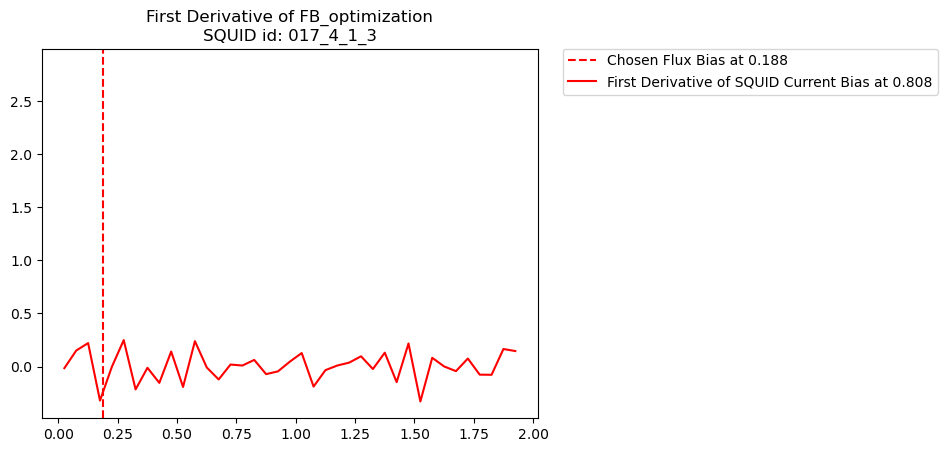 First Derivative of FB_optimization
SQUID id: 017_4_1_3
Chosen Flux Bias at 0.188
First Derivative of SQUID Current Bias at 0.808
2.5
2.0
1.5
1.0
0.5
0.0
0.00 0.25 0.50 0.75 1.00 1.25 1.50 1.75 2.00